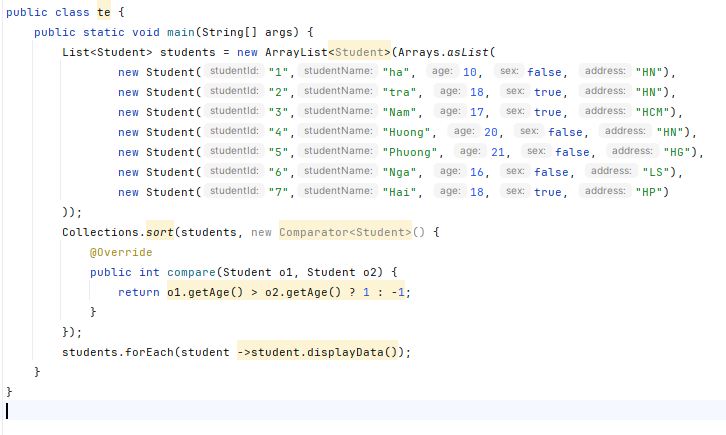 public class te {
    public static void main(String[] args) {
        List<Student> students = new ArrayList<Student>(Arrays.asList(
                new Student( studentId: "1", studentName: "ha", age: 10, sex: false, address: "HN"),
                new Student( studentId: "2", studentName: "tra", age: 18, sex: true, address: "HN"),
                new Student( studentId: "3", studentName: "Nam", age: 17, sex: true, address: "HCM"),
                new Student( studentId: "4", studentName: "Huong", age: 20, sex: false, address: "HN"),
                new Student( studentId: "5", studentName: "Phuong", age: 21, sex: false, address: "HG"),
                new Student( studentId: "6", studentName: "Nga", age: 16, sex: false, address: "LS"),
                new Student( studentId: "7", studentName: "Hai", age: 18, sex: true, address: "HP")
        ));
        Collections.sort(students, new Comparator<Student>() {
            @Override
            public int compare(Student o1, Student o2) {
                return o1.getAge() > o2.getAge() ? 1 : -1;
            }
        });
        students.forEach(student ->student.displayData());
    }
}